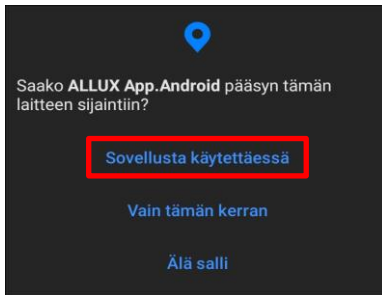 Saako ALLUX App.Android pääsyn tämän
laitteen sijaintiin?
Sovellusta käytettäessä
Vain tämän kerran
Älä salli